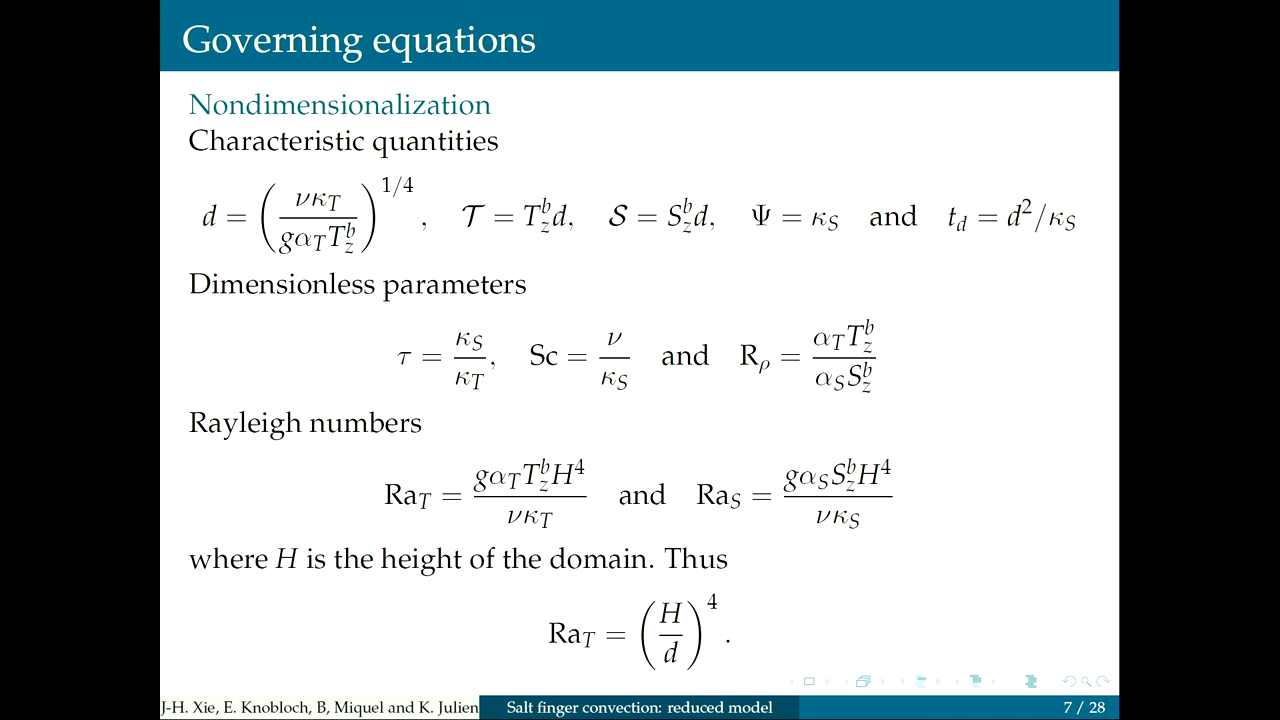 Governing equations
Nondimensionalization
Characteristic quantities
d = (νκ_T / gα_T T_z^b)^{1/4}, 𝒯 = T_z^b d, 𝒮 = S_z^b d, Ψ = κ_S and t_d = d^2/κ_S
Dimensionless parameters
τ = κ_S / κ_T, Sc = ν / κ_S and R_ρ = α_T T_z^b / α_S S_z^b
Rayleigh numbers
Ra_T = gα_T T_z^b H^4 / νκ_T and Ra_S = gα_S S_z^b H^4 / νκ_S
where H is the height of the domain. Thus
Ra_T = (H / d)^4.
J-H. Xie, E. Knobloch, B, Miquel and K. Julien Salt finger convection: reduced model 7 / 28